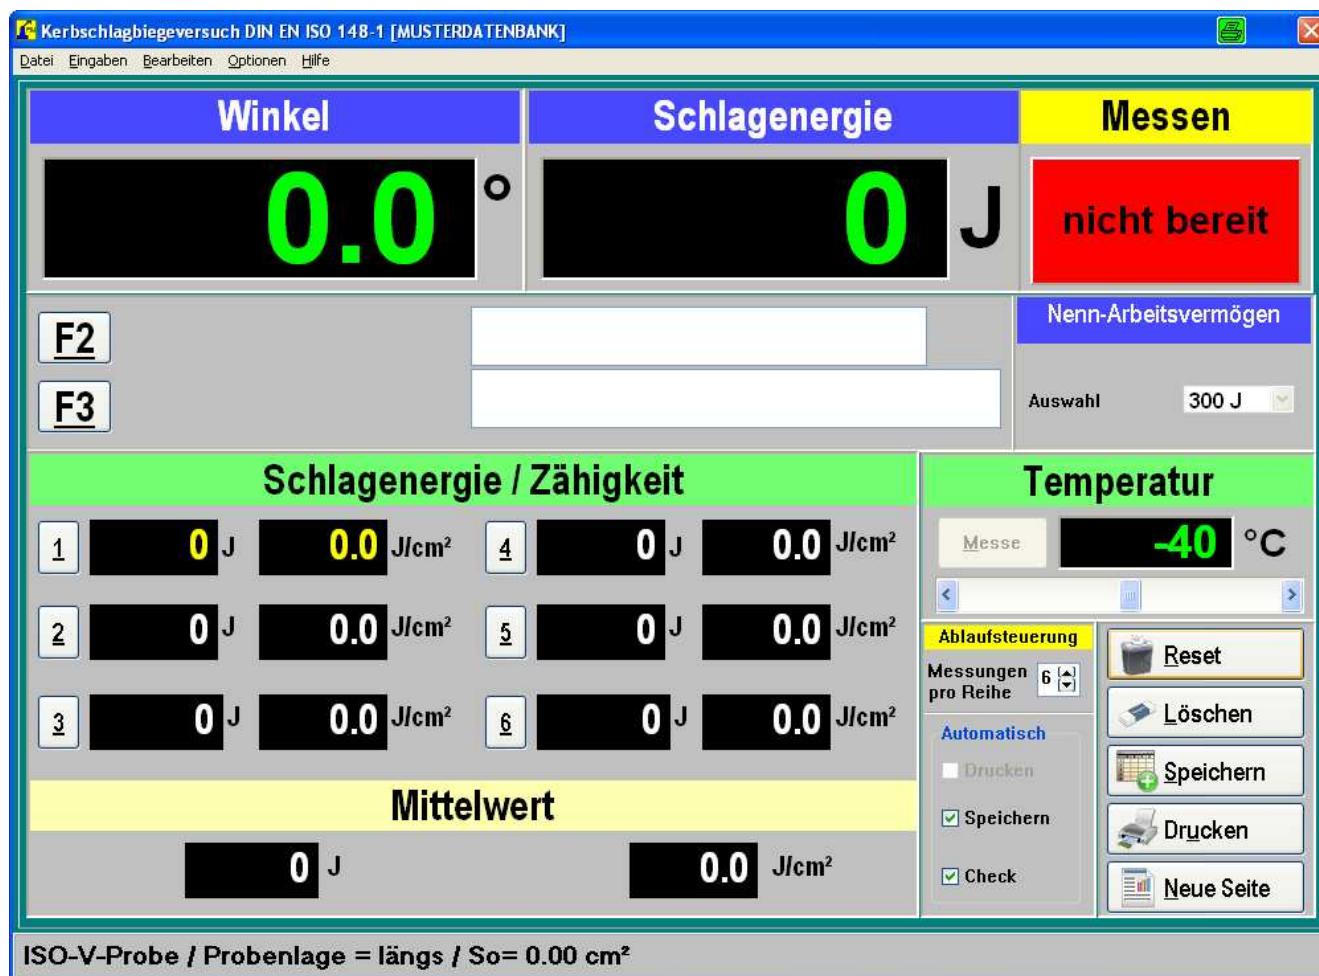 Kerbschlagbiegeversuch DIN EN ISO 148-1 [MUSTERDATENBANK]
Datei Eingaben Bearbeiten Optionen Hilfe
Winkel Schlagenergie Messen
0.0 ° 0 J nicht bereit
F2
Nenn-Arbeitsvermögen
F3
Auswahl 300 J
Schlagenergie / Zähigkeit Temperatur
1 0 J 0.0 J/cm² 4 0 J 0.0 J/cm²
Messe -40 °C
2 0 J 0.0 J/cm² 5 0 J 0.0 J/cm²
3 0 J 0.0 J/cm² 6 0 J 0.0 J/cm²
Ablaufsteuerung
Messungen
pro Reihe 6
Automatisch
Drucken
Speichern
Check
Reset
Löschen
Speichern
Drucken
Neue Seite
Mittelwert
0 J 0.0 J/cm²
ISO-V-Probe / Probenlage = längs / So= 0.00 cm²